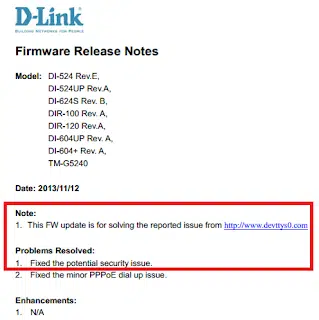 D-Link
BUILDING NETWORKS FOR PEOPLE
Firmware Release Notes
Model: DI-524 Rev.E,
DI-524UP Rev.A,
DI-624S Rev. B,
DIR-100 Rev. A,
DIR-120 Rev.A,
DI-604UP Rev. A,
DI-604+ Rev. A,
TM-G5240
Date: 2013/11/12
Note:
1. This FW update is for solving the reported issue from http://www.devttys0.com
Problems Resolved:
1. Fixed the potential security issue.
2. Fixed the minor PPPoE dial up issue.
Enhancements:
1. N/A